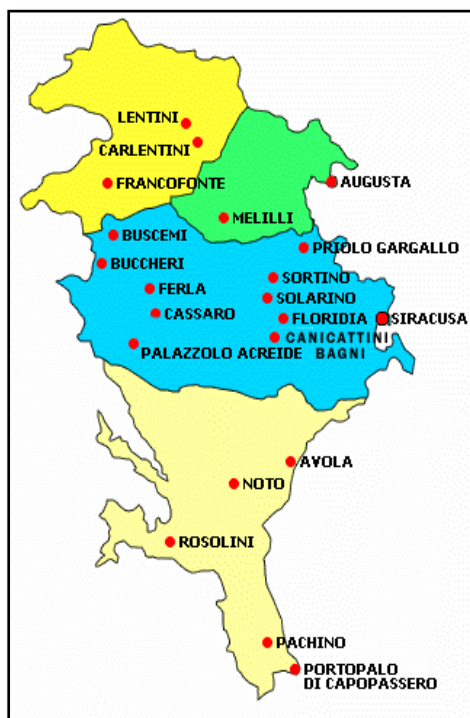 LENTINI
CARLENTINI
FRANCOFONTE
AUGUSTA
MELILLI
BUSCEMI
PRIOLO GARGALLO
BUCCHERI
SORTINO
FERLA
SOLARINO
CASSARO
FLORIDIA
SIRACUSA
CANICATTINI
BAGNI
PALAZZOLO ACREIDE
AVOLA
NOTO
ROSOLINI
PACHINO
PORTOPALO
DI CAPOPASSERO